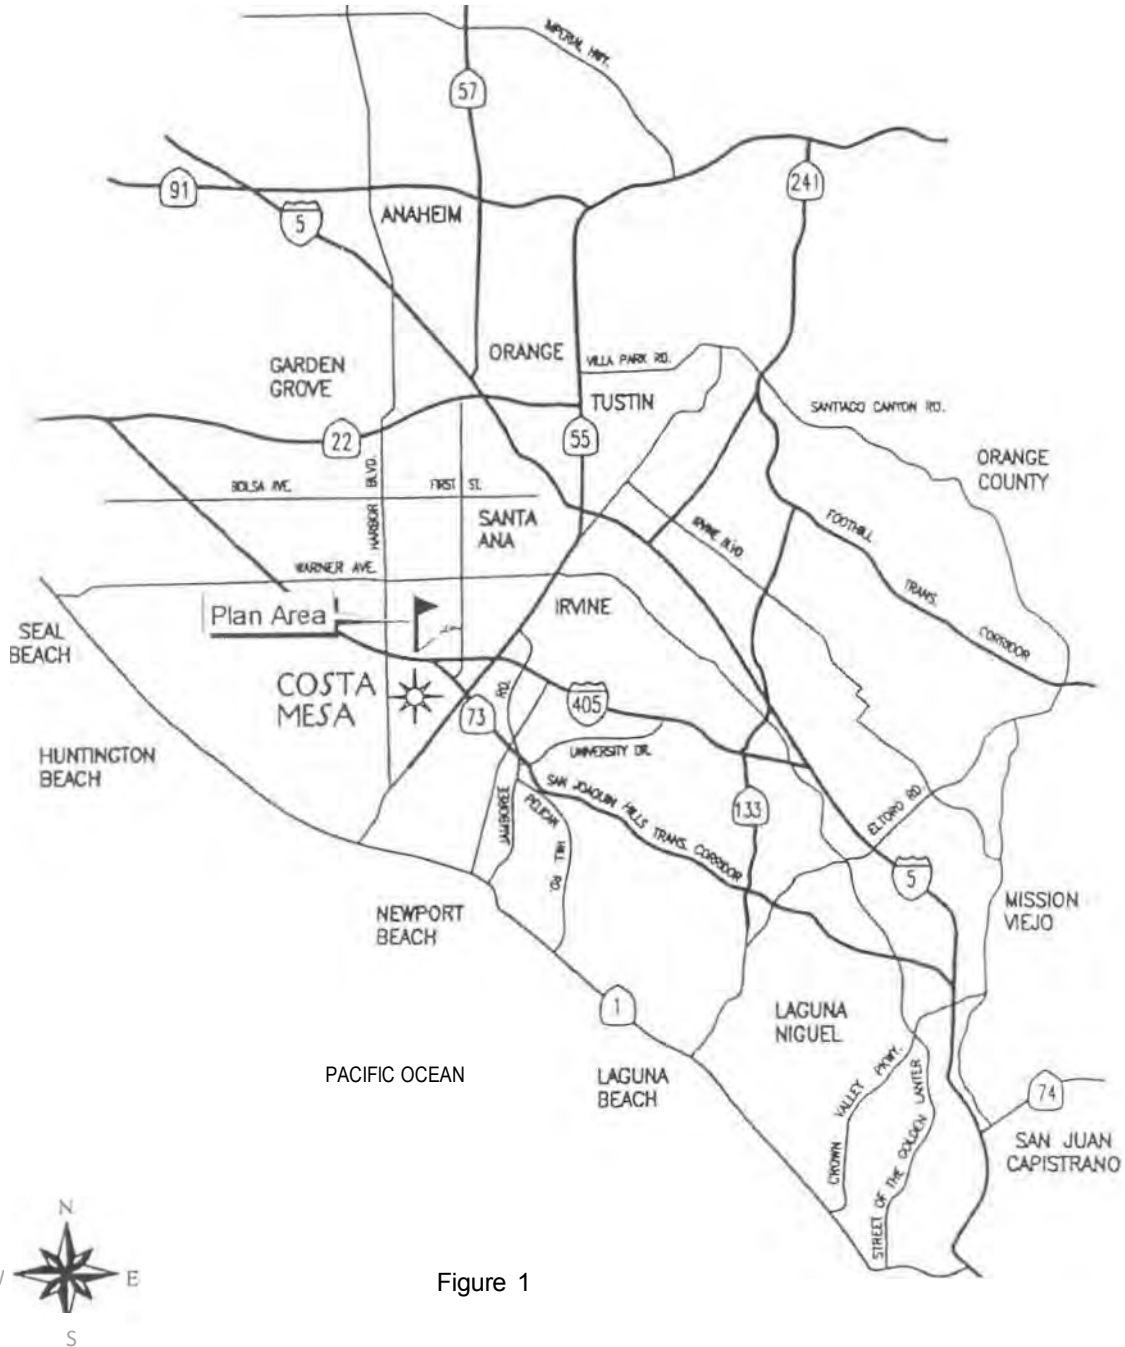 IMPERIAL HWY.
57
91
241
5
ANAHEIM
ORANGE
VILLA PARK RD.
GARDEN
GROVE
TUSTIN
SANTIAGO CANYON RD.
22
55
HARBOR BLVD.
BOLSA AVE.
FIRST ST.
ORANGE
COUNTY
SANTA
ANA
IRVINE BLVD
FOOTHILL
TRANS.
CORRIDOR
WARNER AVE.
Plan Area
IRVINE
SEAL
BEACH
COSTA
MESA
RD.
73
405
HUNTINGTON
BEACH
UNIVERSITY DR.
SAN JOAQUIN HILLS TRANS. CORRIDOR
JAMBOREE
PELICAN
HILL
RD.
133
ELTORO RD.
5
MISSION
VIEJO
NEWPORT
BEACH
1
LAGUNA
NIGUEL
PACIFIC OCEAN
LAGUNA
BEACH
CROWN VALLEY PKWY.
STREET OF THE GOLDEN LANTER
74
SAN JUAN
CAPISTRANO
N
E
S
Figure 1